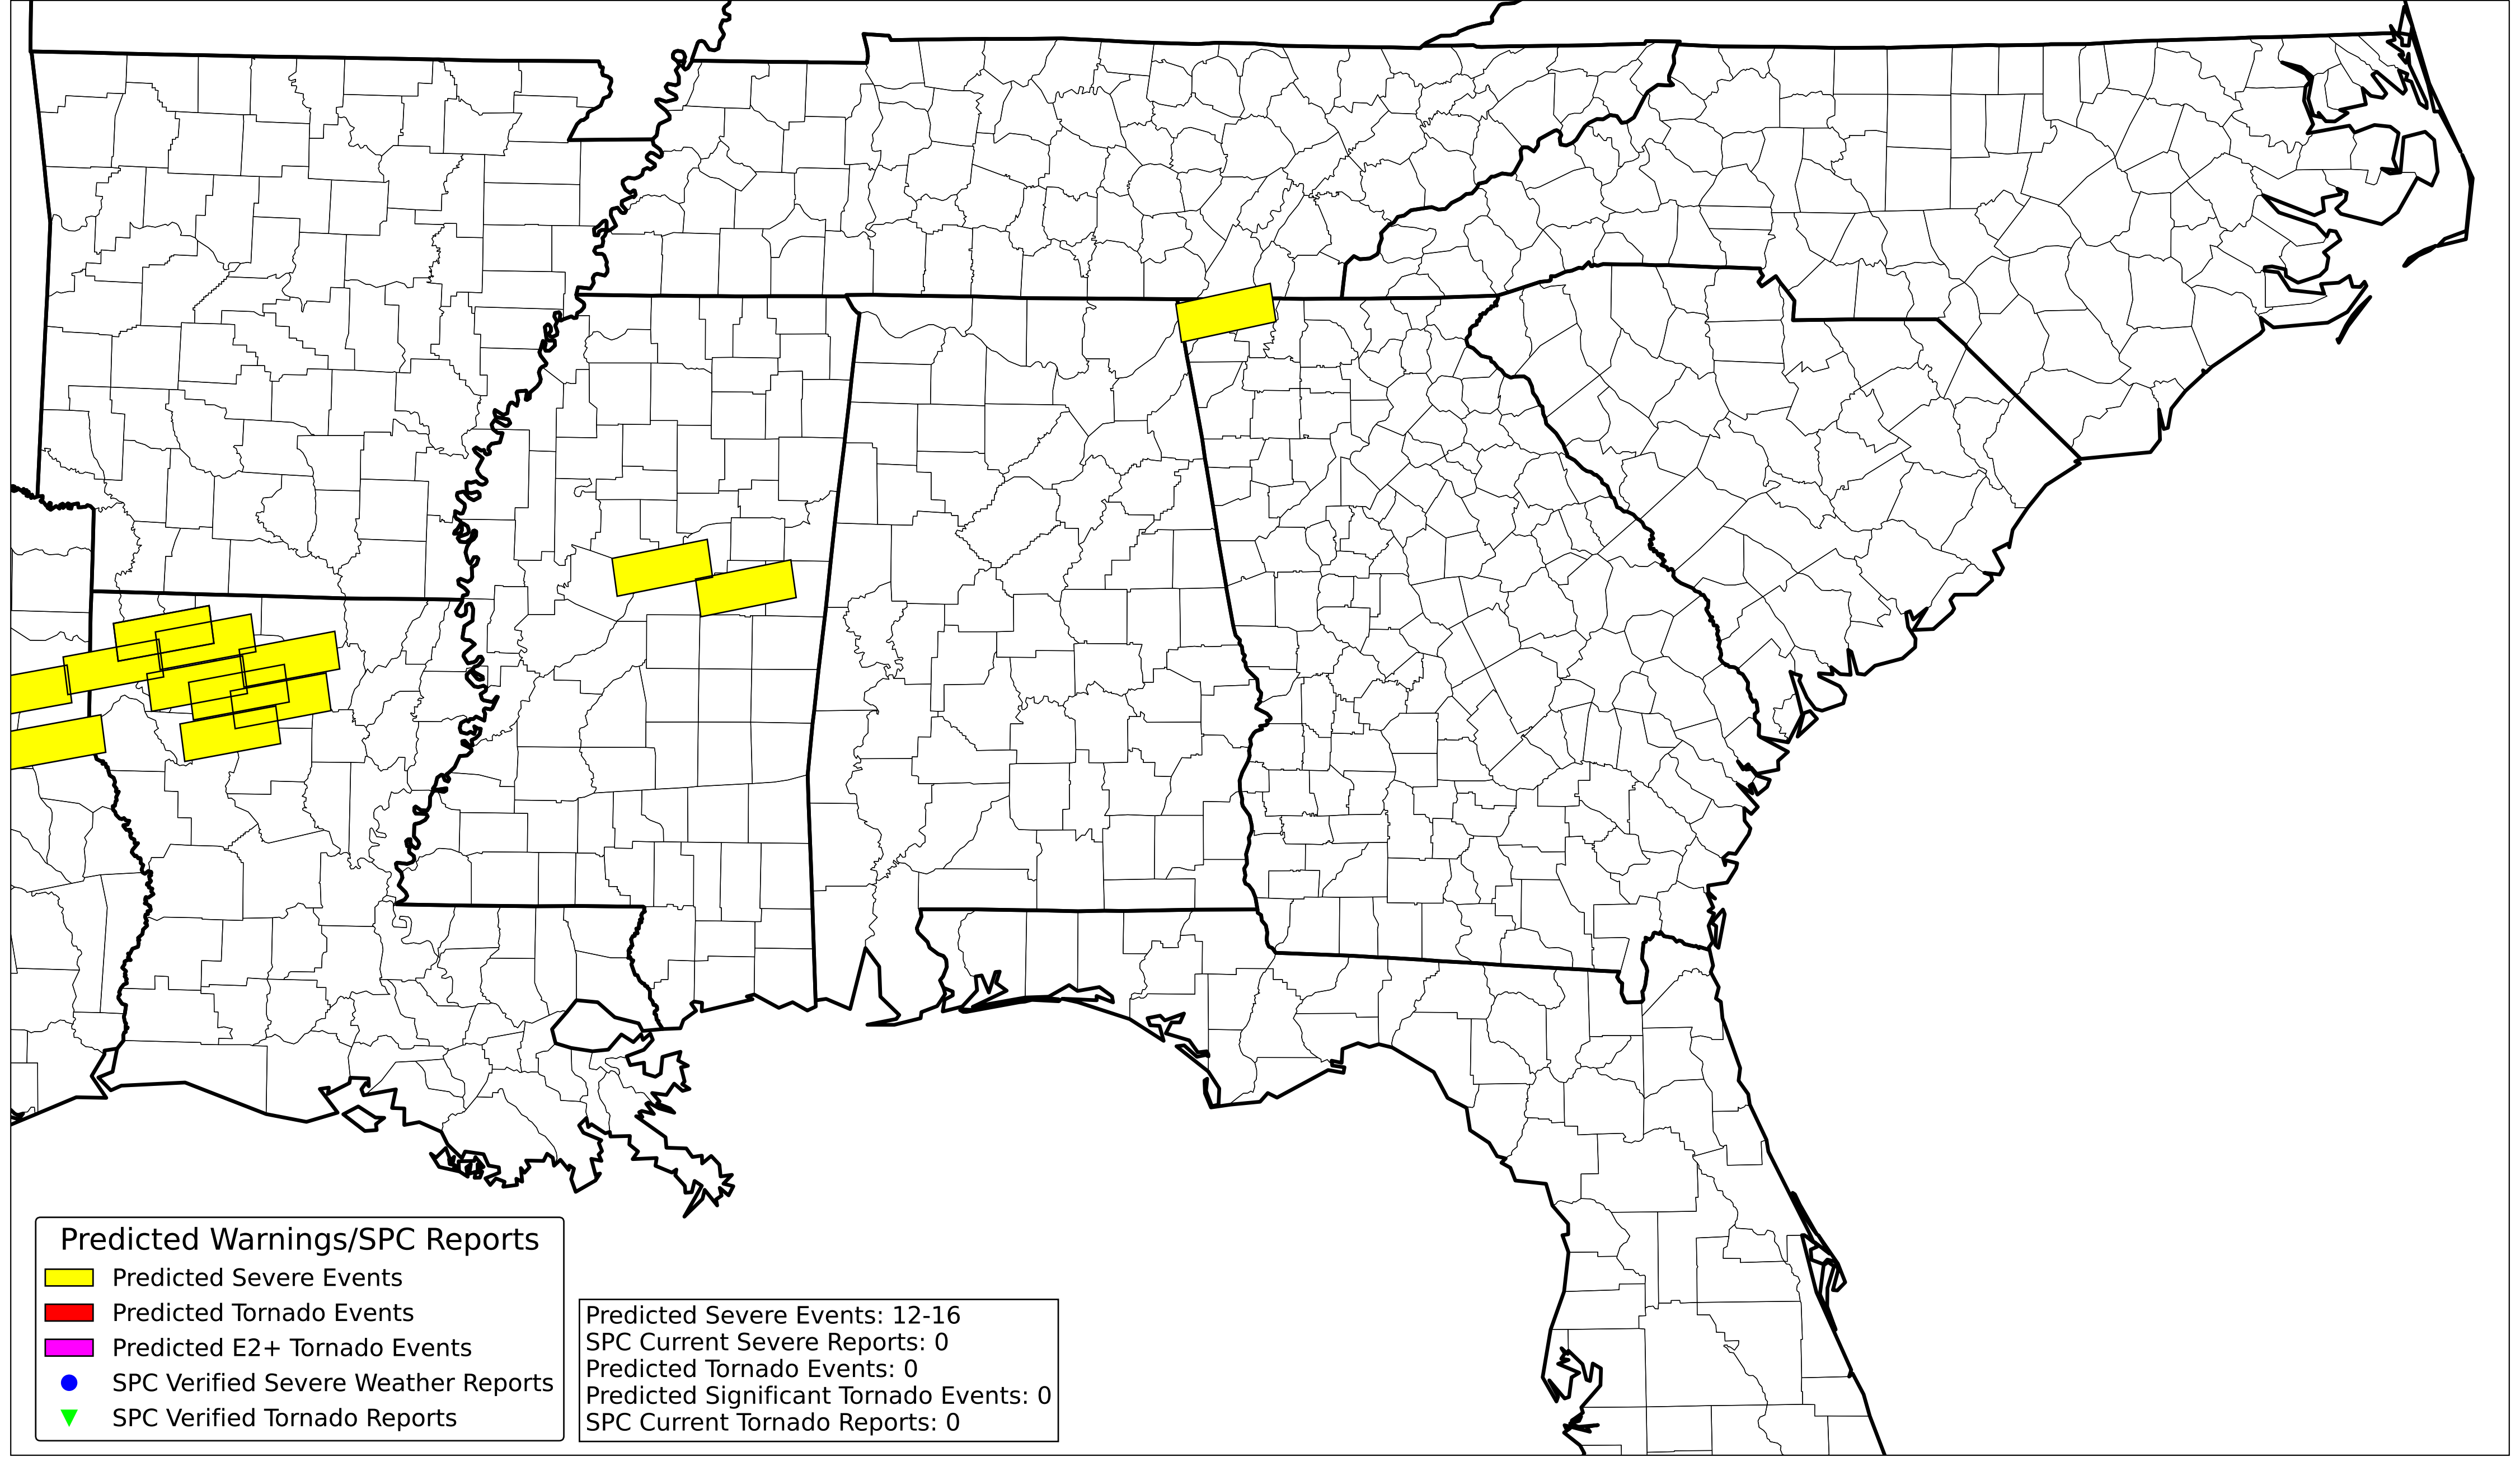 Predicted Warnings/SPC Reports
Predicted Severe Events
Predicted Tornado Events
Predicted E2+ Tornado Events
SPC Verified Severe Weather Reports
SPC Verified Tornado Reports
Predicted Severe Events: 12-16
SPC Current Severe Reports: 0
Predicted Tornado Events: 0
Predicted Significant Tornado Events: 0
SPC Current Tornado Reports: 0